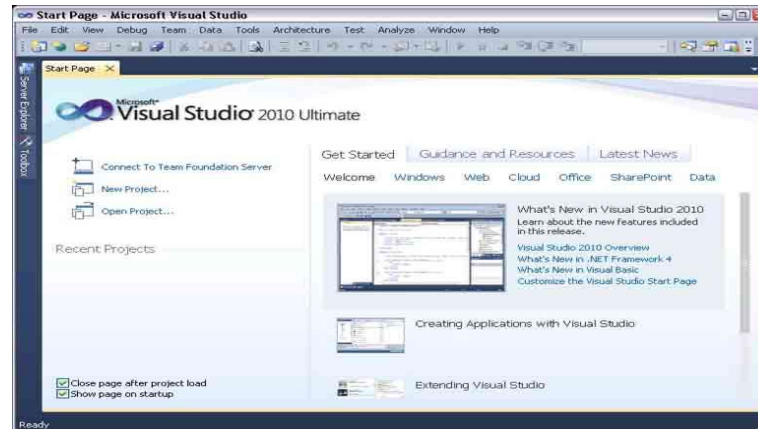 Start Page - Microsoft Visual Studio
File Edit View Debug Team Data Tools Architecture Test Analyze Window Help
Start Page
Server Explorer
Toolbox
Microsoft
Visual Studio 2010 Ultimate
Connect To Team Foundation Server
New Project...
Open Project...
Recent Projects
Close page after project load
Show page on startup
Get Started Guidance and Resources Latest News
Welcome Windows Web Cloud Office SharePoint Data
What's New in Visual Studio 2010
Learn about the new features included
in this release.
Visual Studio 2010 Overview
What's New in .NET Framework 4
What's New in Visual Basic
Customize the Visual Studio Start Page
Creating Applications with Visual Studio
Extending Visual Studio
Ready